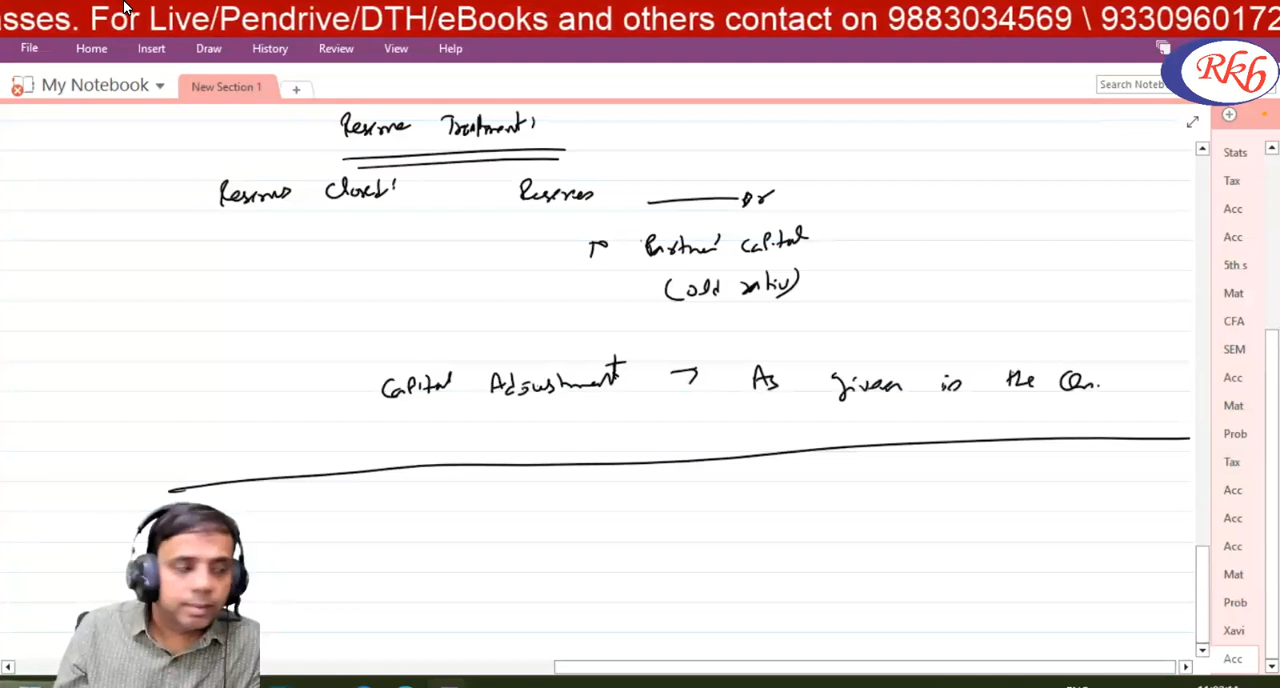 asses. For Live/Pendrive/DTH/eBooks and others contact on 9883034569 \ 9330960172
File Home Insert Draw History Review View Help
Rkb
My Notebook New Section 1 + Search Noteb
Reserve Treatment:
Reserves closed: Reserves Dr
Partners' capital
(old ratio)
Capital Adjustment → As given in the Qn.
Stats
Tax
Acc
Acc
5th s
Mat
CFA
SEM
Acc
Mat
Prob
Tax
Acc
Acc
Acc
Mat
Prob
Xavi
Acc